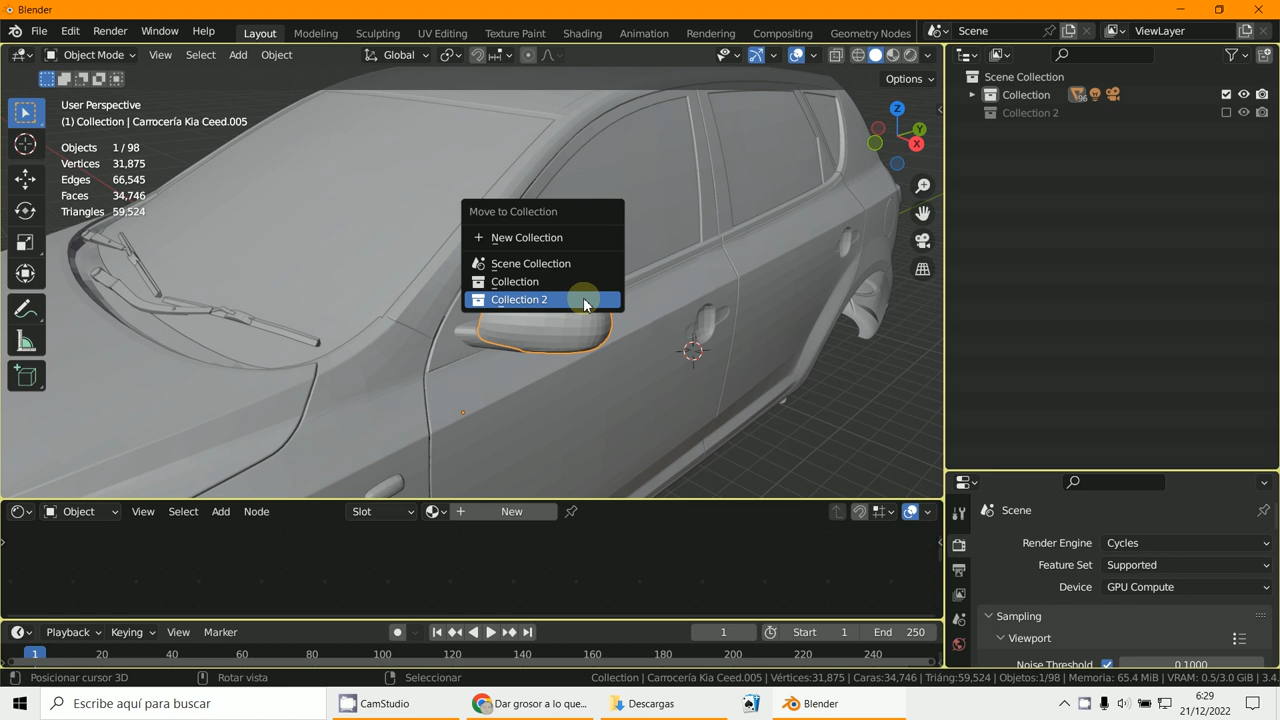 Blender
File Edit Render Window Help
Layout Modeling Sculpting UV Editing Texture Paint Shading Animation Rendering Compositing Geometry Nodes
Scene
ViewLayer
Object Mode View Select Add Object
Global
Options
User Perspective
(1) Collection | Carrocería Kia Ceed.005
Objects 1 / 98
Vertices 31,875
Edges 66,545
Faces 34,746
Triangles 59,524
Z
Y
X
Move to Collection
New Collection
Scene Collection
Collection
Collection 2
Scene Collection
Collection 96
Collection 2
Object View Select Add Node
Slot
New
Scene
Render Engine Cycles
Feature Set Supported
Device GPU Compute
Sampling
Viewport
Noise Threshold 0.1000
Playback Keying View Marker
1
Start 1
End 250
1 20 40 60 80 100 120 140 160 180 200 220 240
Posicionar cursor 3D
Rotar vista
Seleccionar
Collection | Carrocería Kia Ceed.005 | Vértices:31,875 | Caras:34,746 | Triáng:59,524 | Objetos:1/98 | Memoria: 65.4 MiB | VRAM: 0.5/3.0 GiB | 3.4.
Escribe aquí para buscar
CamStudio
Dar grosor a lo que...
Descargas
Blender
6:29
21/12/2022